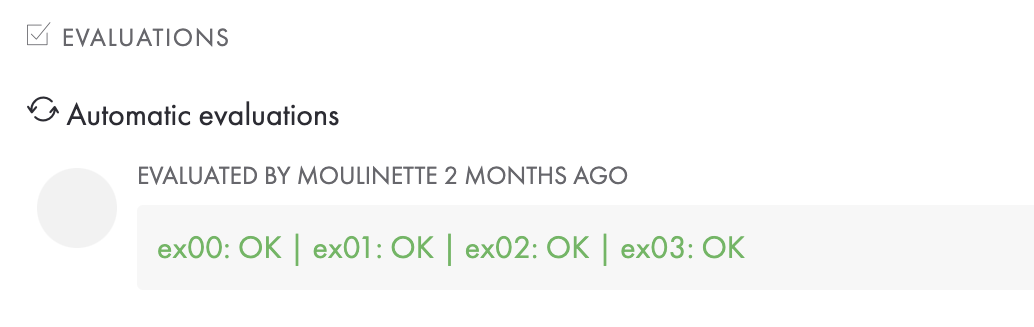 EVALUATIONS
Automatic evaluations
EVALUATED BY MOULINETTE 2 MONTHS AGO
ex00: OK | ex01: OK | ex02: OK | ex03: OK